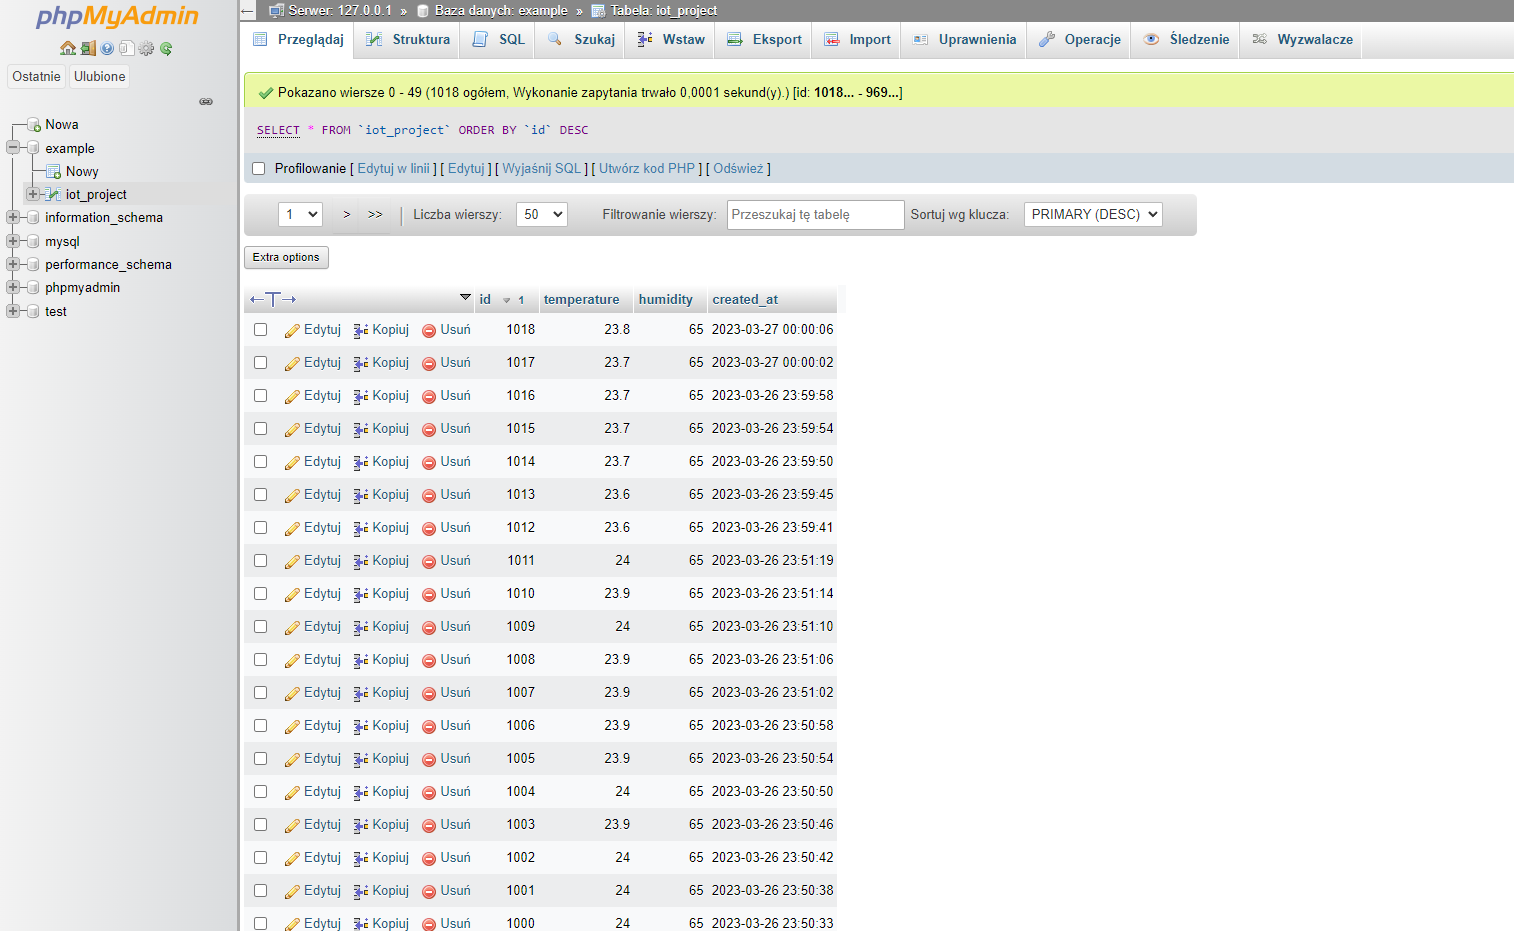 phpMyAdmin
Ostatnie Ulubione
Nowa
example
Nowy
iot_project
information_schema
mysql
performance_schema
phpmyadmin
test
Serwer: 127.0.0.1 » Baza danych: example » Tabela: iot_project
Przeglądaj Struktura SQL Szukaj Wstaw Eksport Import Uprawnienia Operacje Śledzenie Wyzwalacze
Pokazano wiersze 0 - 49 (1018 ogółem, Wykonanie zapytania trwało 0,0001 sekund(y).) [id: 1018... - 969...]
SELECT * FROM `iot_project` ORDER BY `id` DESC
Profilowanie [ Edytuj w linii ] [ Edytuj ] [ Wyjaśnij SQL ] [ Utwórz kod PHP ] [ Odśwież ]
1 > >> | Liczba wierszy: 50 Filtrowanie wierszy: Przeszukaj tę tabelę Sortuj wg klucza: PRIMARY (DESC)
Extra options
←T→ id 1 temperature humidity created_at
Edytuj Kopiuj Usuń 1018 23.8 65 2023-03-27 00:00:06
Edytuj Kopiuj Usuń 1017 23.7 65 2023-03-27 00:00:02
Edytuj Kopiuj Usuń 1016 23.7 65 2023-03-26 23:59:58
Edytuj Kopiuj Usuń 1015 23.7 65 2023-03-26 23:59:54
Edytuj Kopiuj Usuń 1014 23.7 65 2023-03-26 23:59:50
Edytuj Kopiuj Usuń 1013 23.6 65 2023-03-26 23:59:45
Edytuj Kopiuj Usuń 1012 23.6 65 2023-03-26 23:59:41
Edytuj Kopiuj Usuń 1011 24 65 2023-03-26 23:51:19
Edytuj Kopiuj Usuń 1010 23.9 65 2023-03-26 23:51:14
Edytuj Kopiuj Usuń 1009 24 65 2023-03-26 23:51:10
Edytuj Kopiuj Usuń 1008 23.9 65 2023-03-26 23:51:06
Edytuj Kopiuj Usuń 1007 23.9 65 2023-03-26 23:51:02
Edytuj Kopiuj Usuń 1006 23.9 65 2023-03-26 23:50:58
Edytuj Kopiuj Usuń 1005 23.9 65 2023-03-26 23:50:54
Edytuj Kopiuj Usuń 1004 24 65 2023-03-26 23:50:50
Edytuj Kopiuj Usuń 1003 23.9 65 2023-03-26 23:50:46
Edytuj Kopiuj Usuń 1002 24 65 2023-03-26 23:50:42
Edytuj Kopiuj Usuń 1001 24 65 2023-03-26 23:50:38
Edytuj Kopiuj Usuń 1000 24 65 2023-03-26 23:50:33